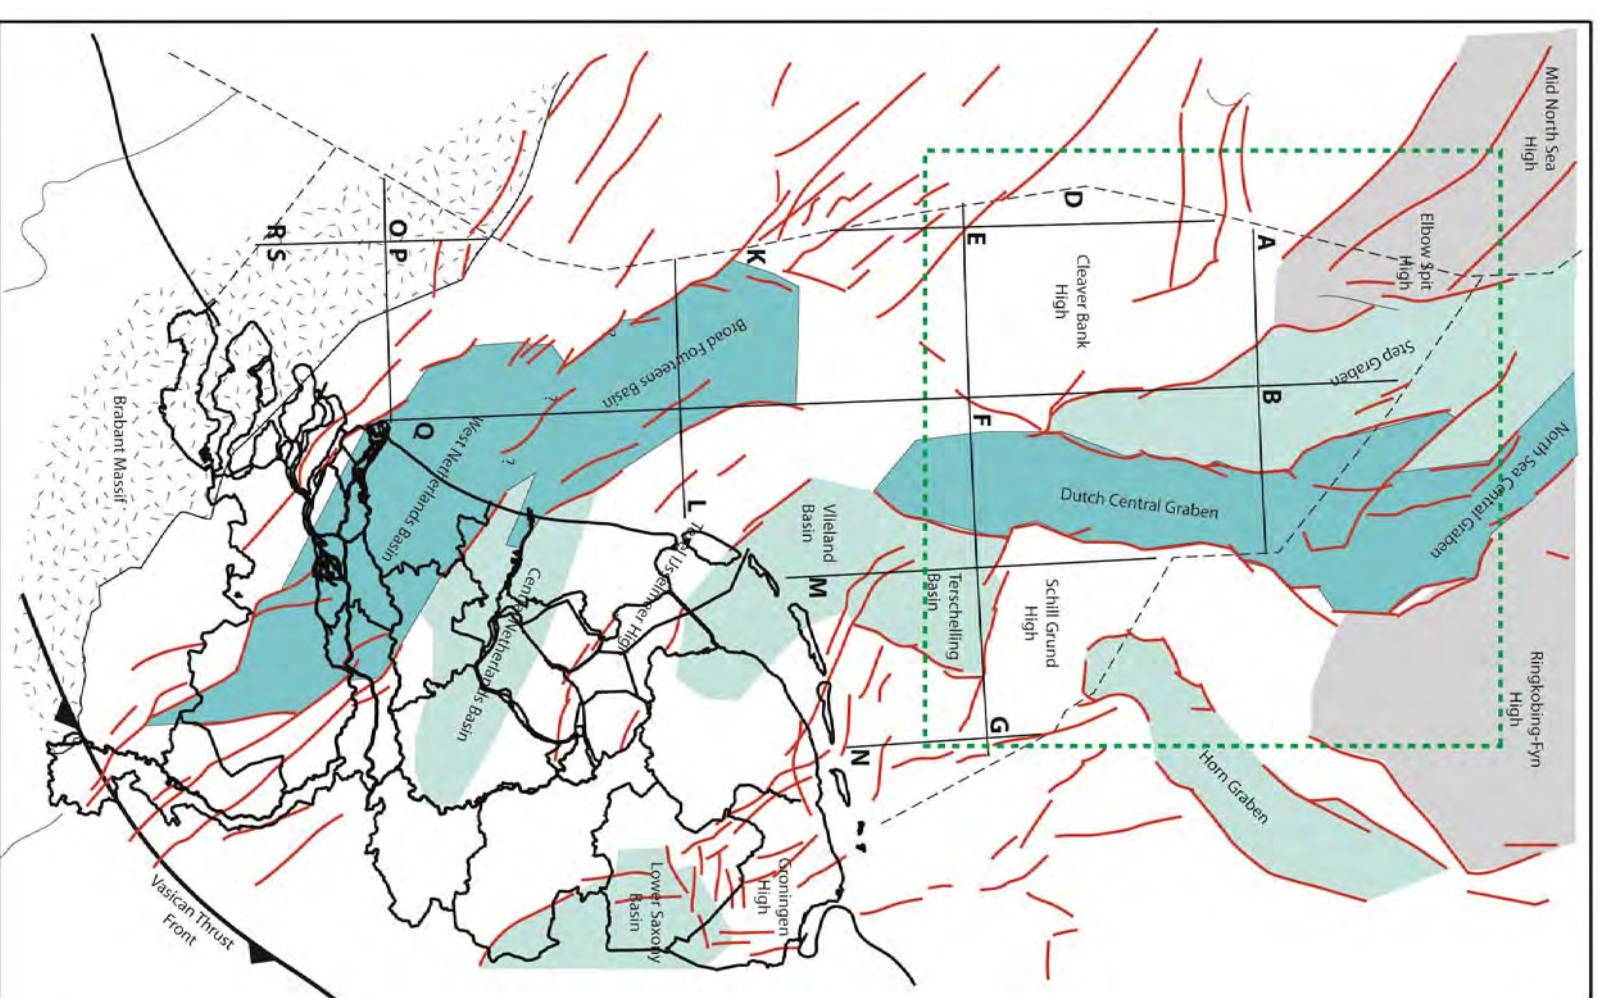 Mid North Sea
High
Elbow Spit
High
North Sea Central Graben
Ringkobing-Fyn
High
Step Graben
A
B
Horn Graben
Dutch Central Graben
D
Cleaver Bank
High
Schill Grund
High
E
F
G
Terschelling
Basin
Vlieland
Basin
M
N
K
L
Groningen
High
Broad Fourteens Basin
Texel IJsselmeer High
Lower Saxony
Basin
?
?
?
Central Netherlands Basin
West Netherlands Basin
O
P
Q
R
S
Vasican Thrust
Front
Brabant Massif